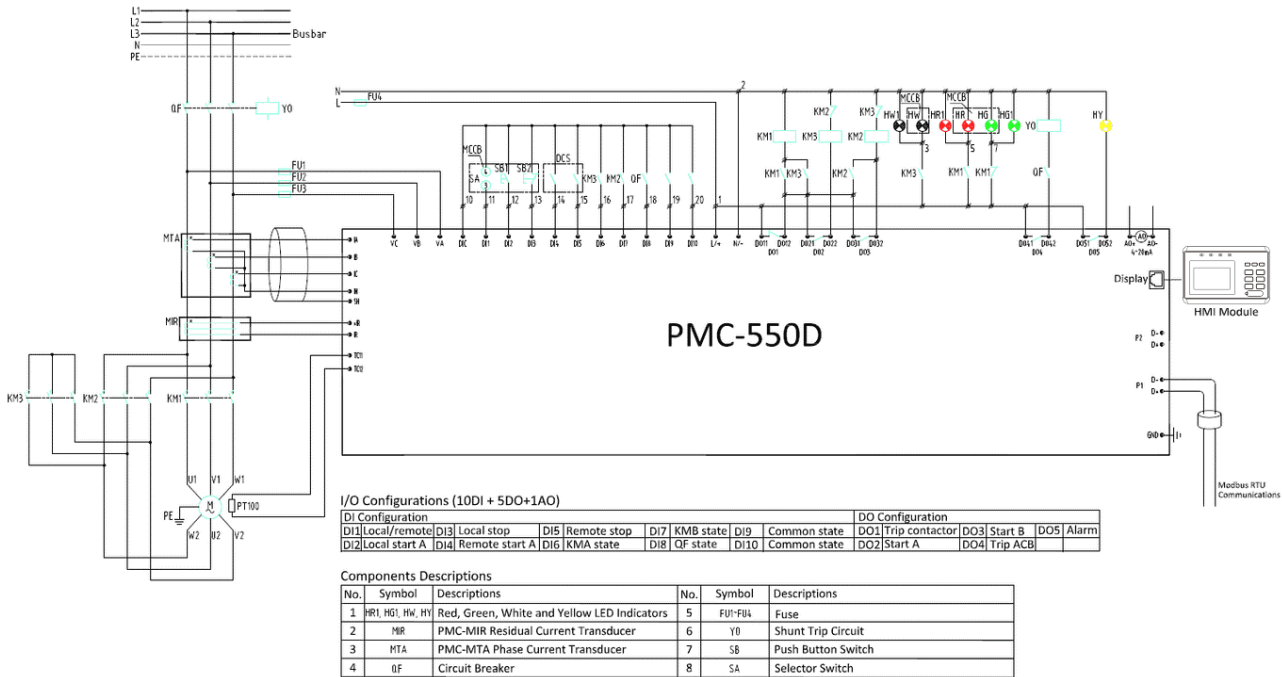 L1
L2
L3
Busbar
N
PE
QF
YO
N
L
FU4
2
FU1
FU2
FU3
MCCB
SA
SB1
SB2
DCS
KM3
KM2
QF
10
11
12
13
14
15
16
17
18
19
20
1
KM1
KM2
KM3
KM3
KM2
KM1
KM3
KM2
MCCB
MCCB
HW1
HW
HR1
HR
HG
HG1
YO
HY
3
5
7
KM3
KM1
KM1
QF
MTA
VC
VB
VA
DIC
DI1
DI2
DI3
DI4
DI5
DI6
DI7
DI8
DI9
DI10
L/+
N/-
DO11
DO12
DO21
DO22
DO31
DO32
DO41
DO42
DO51
DO52
AO+
AO
AO-
DO1
DO2
DO3
DO4
DO5
4~20mA
IR
TC11
TC12
MIR
Display
HMI Module
PMC-550D
P2
D-
D+
P1
D-
D+
GND
Modbus RTU
Communications
KM3
KM2
KM1
U1
V1
W1
M
PT100
PE
W2
U2
V2
I/O Configurations (10DI + 5DO+1AO)
DI Configuration DO Configuration
DI1 Local/remote DI3 Local stop DI5 Remote stop DI7 KMB state DI9 Common state DO1 Trip contactor DO3 Start B DO5 Alarm
DI2 Local start A DI4 Remote start A DI6 KMA state DI8 QF state DI10 Common state DO2 Start A DO4 Trip ACB
Components Descriptions
No. Symbol Descriptions No. Symbol Descriptions
1 HR1, HG1, HW, HY Red, Green, White and Yellow LED Indicators 5 FU1~FU4 Fuse
2 MIR PMC-MIR Residual Current Transducer 6 YO Shunt Trip Circuit
3 MTA PMC-MTA Phase Current Transducer 7 SB Push Button Switch
4 QF Circuit Breaker 8 SA Selector Switch